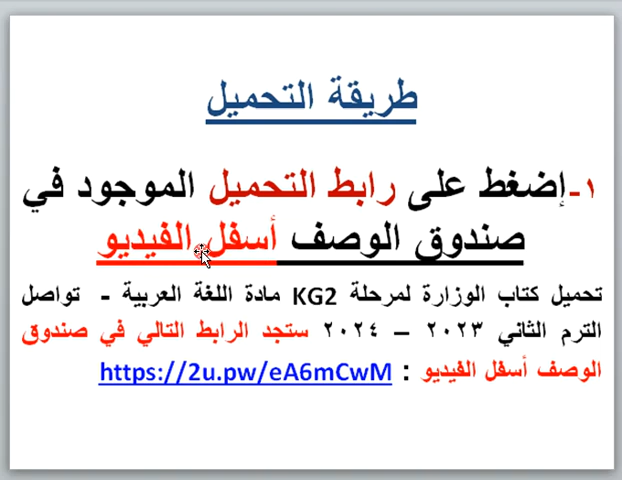 طريقة التحميل
١-إضغط على رابط التحميل الموجود في
صندوق الوصف أسفل الفيديو
تحميل كتاب الوزارة لمرحلة KG2 مادة اللغة العربية - تواصل
الترم الثاني ٢٠٢٣ – ٢٠٢٤ ستجد الرابط التالي في صندوق
الوصف أسفل الفيديو : https://2u.pw/eA6mCwM